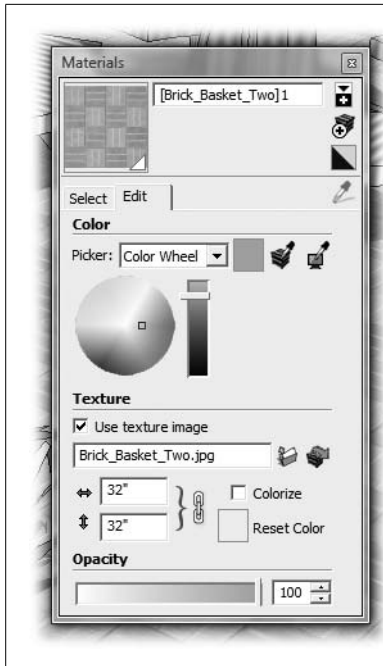 Materials
[Brick_Basket_Two]1
Select Edit
Color
Picker: Color Wheel
Texture
Use texture image
Brick_Basket_Two.jpg
32" Colorize
32" Reset Color
Opacity
100